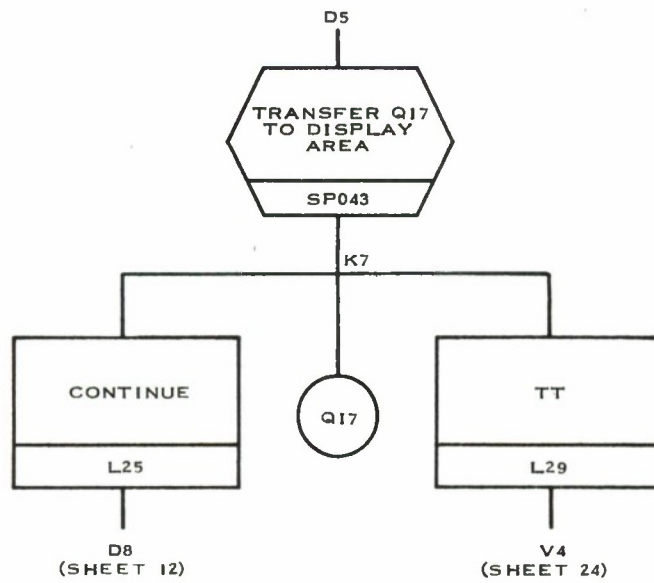 D5
TRANSFER Q17
TO DISPLAY
AREA
SP043
K7
CONTINUE
Q17
TT
L25
L29
D8
(SHEET 12)
V4
(SHEET 24)